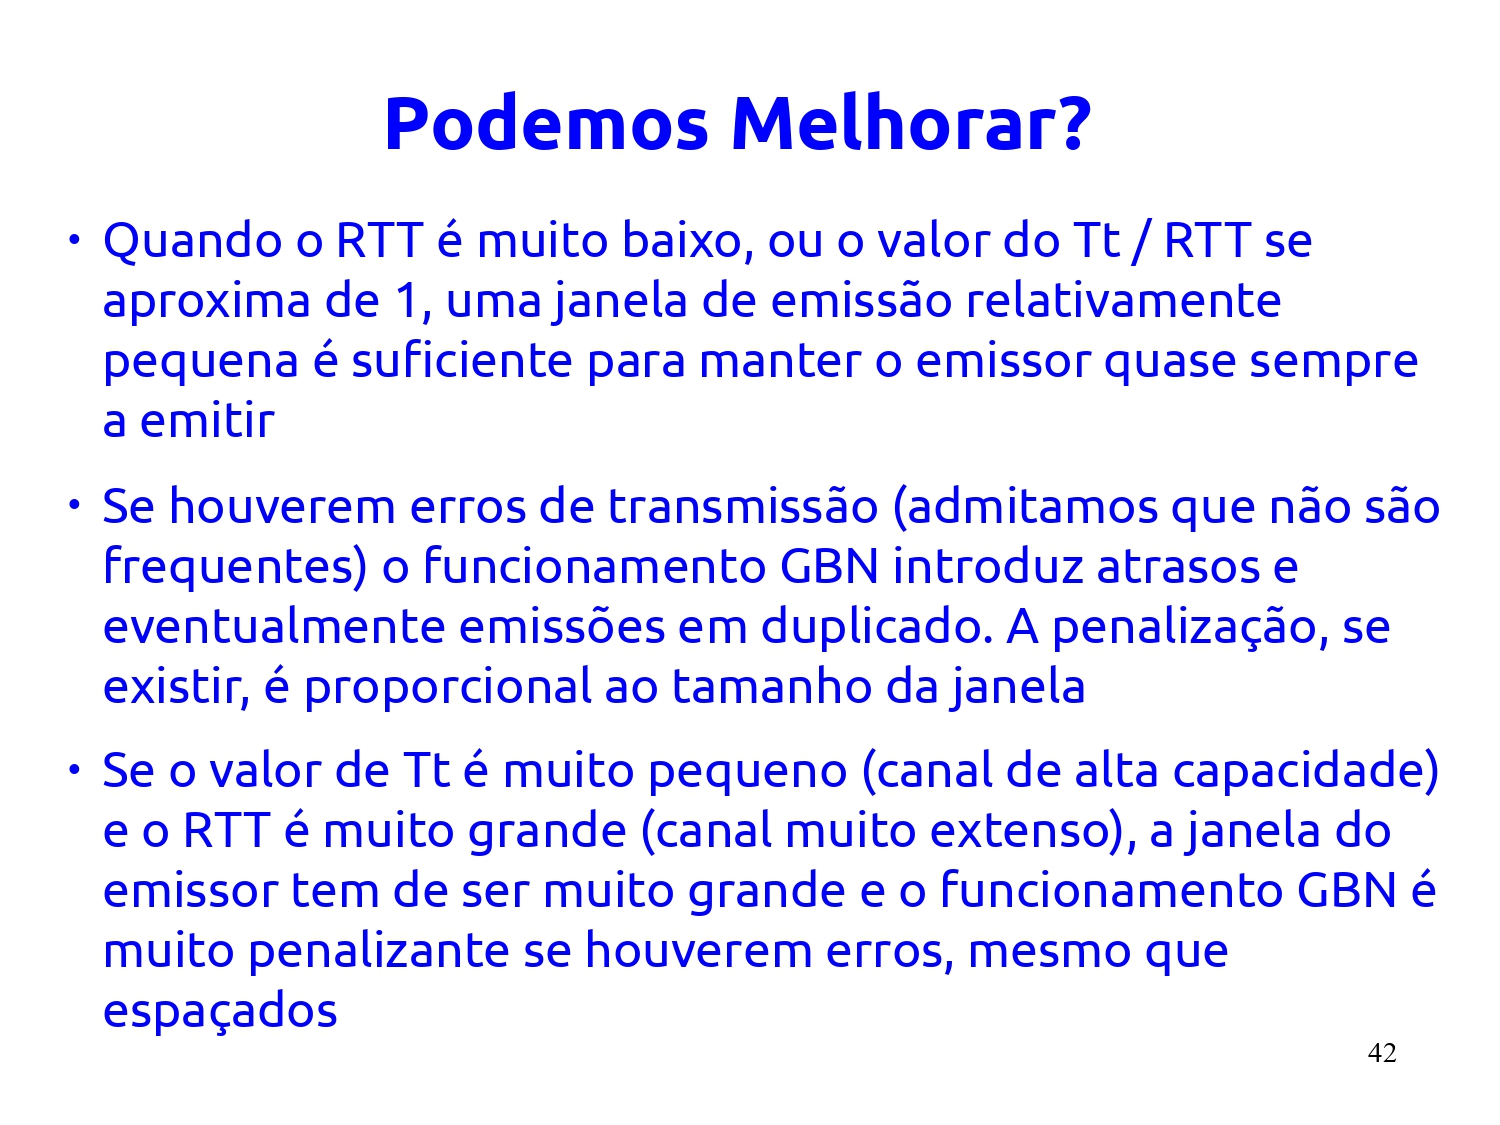 Podemos Melhorar?
• Quando o RTT é muito baixo, ou o valor do Tt / RTT se
aproxima de 1, uma janela de emissão relativamente
pequena é suficiente para manter o emissor quase sempre
a emitir
• Se houverem erros de transmissão (admitamos que não são
frequentes) o funcionamento GBN introduz atrasos e
eventualmente emissões em duplicado. A penalização, se
existir, é proporcional ao tamanho da janela
• Se o valor de Tt é muito pequeno (canal de alta capacidade)
e o RTT é muito grande (canal muito extenso), a janela do
emissor tem de ser muito grande e o funcionamento GBN é
muito penalizante se houverem erros, mesmo que
espaçados
42